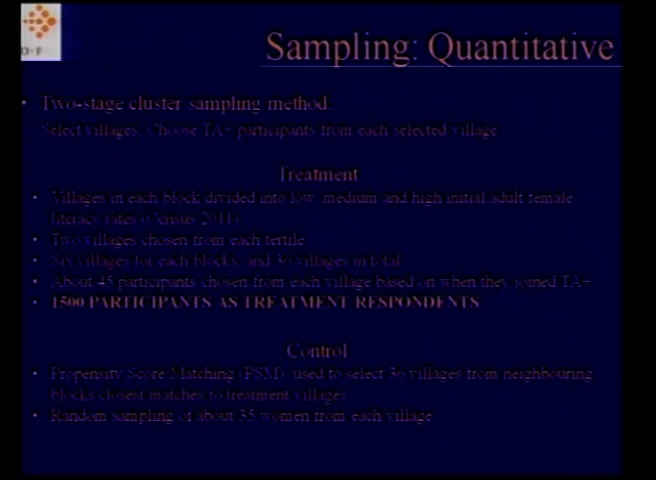 Sampling: Quantitative
• Two-stage cluster sampling method:
Select villages, Choose TA+ participants from each selected village
Treatment
• Villages in each block divided into low, medium and high initial adult female
literacy rates (Census 2011)
• Two villages chosen from each tertile
• Six villages for each blocks, and 36 villages in total
• About 45 participants chosen from each village based on when they joined TA+
• 1500 PARTICIPANTS AS TREATMENT RESPONDENTS
Control
• Propensity Score Matching (PSM) used to select 36 villages from neighbouring
blocks closest matches to treatment villages
• Random sampling of about 35 women from each village